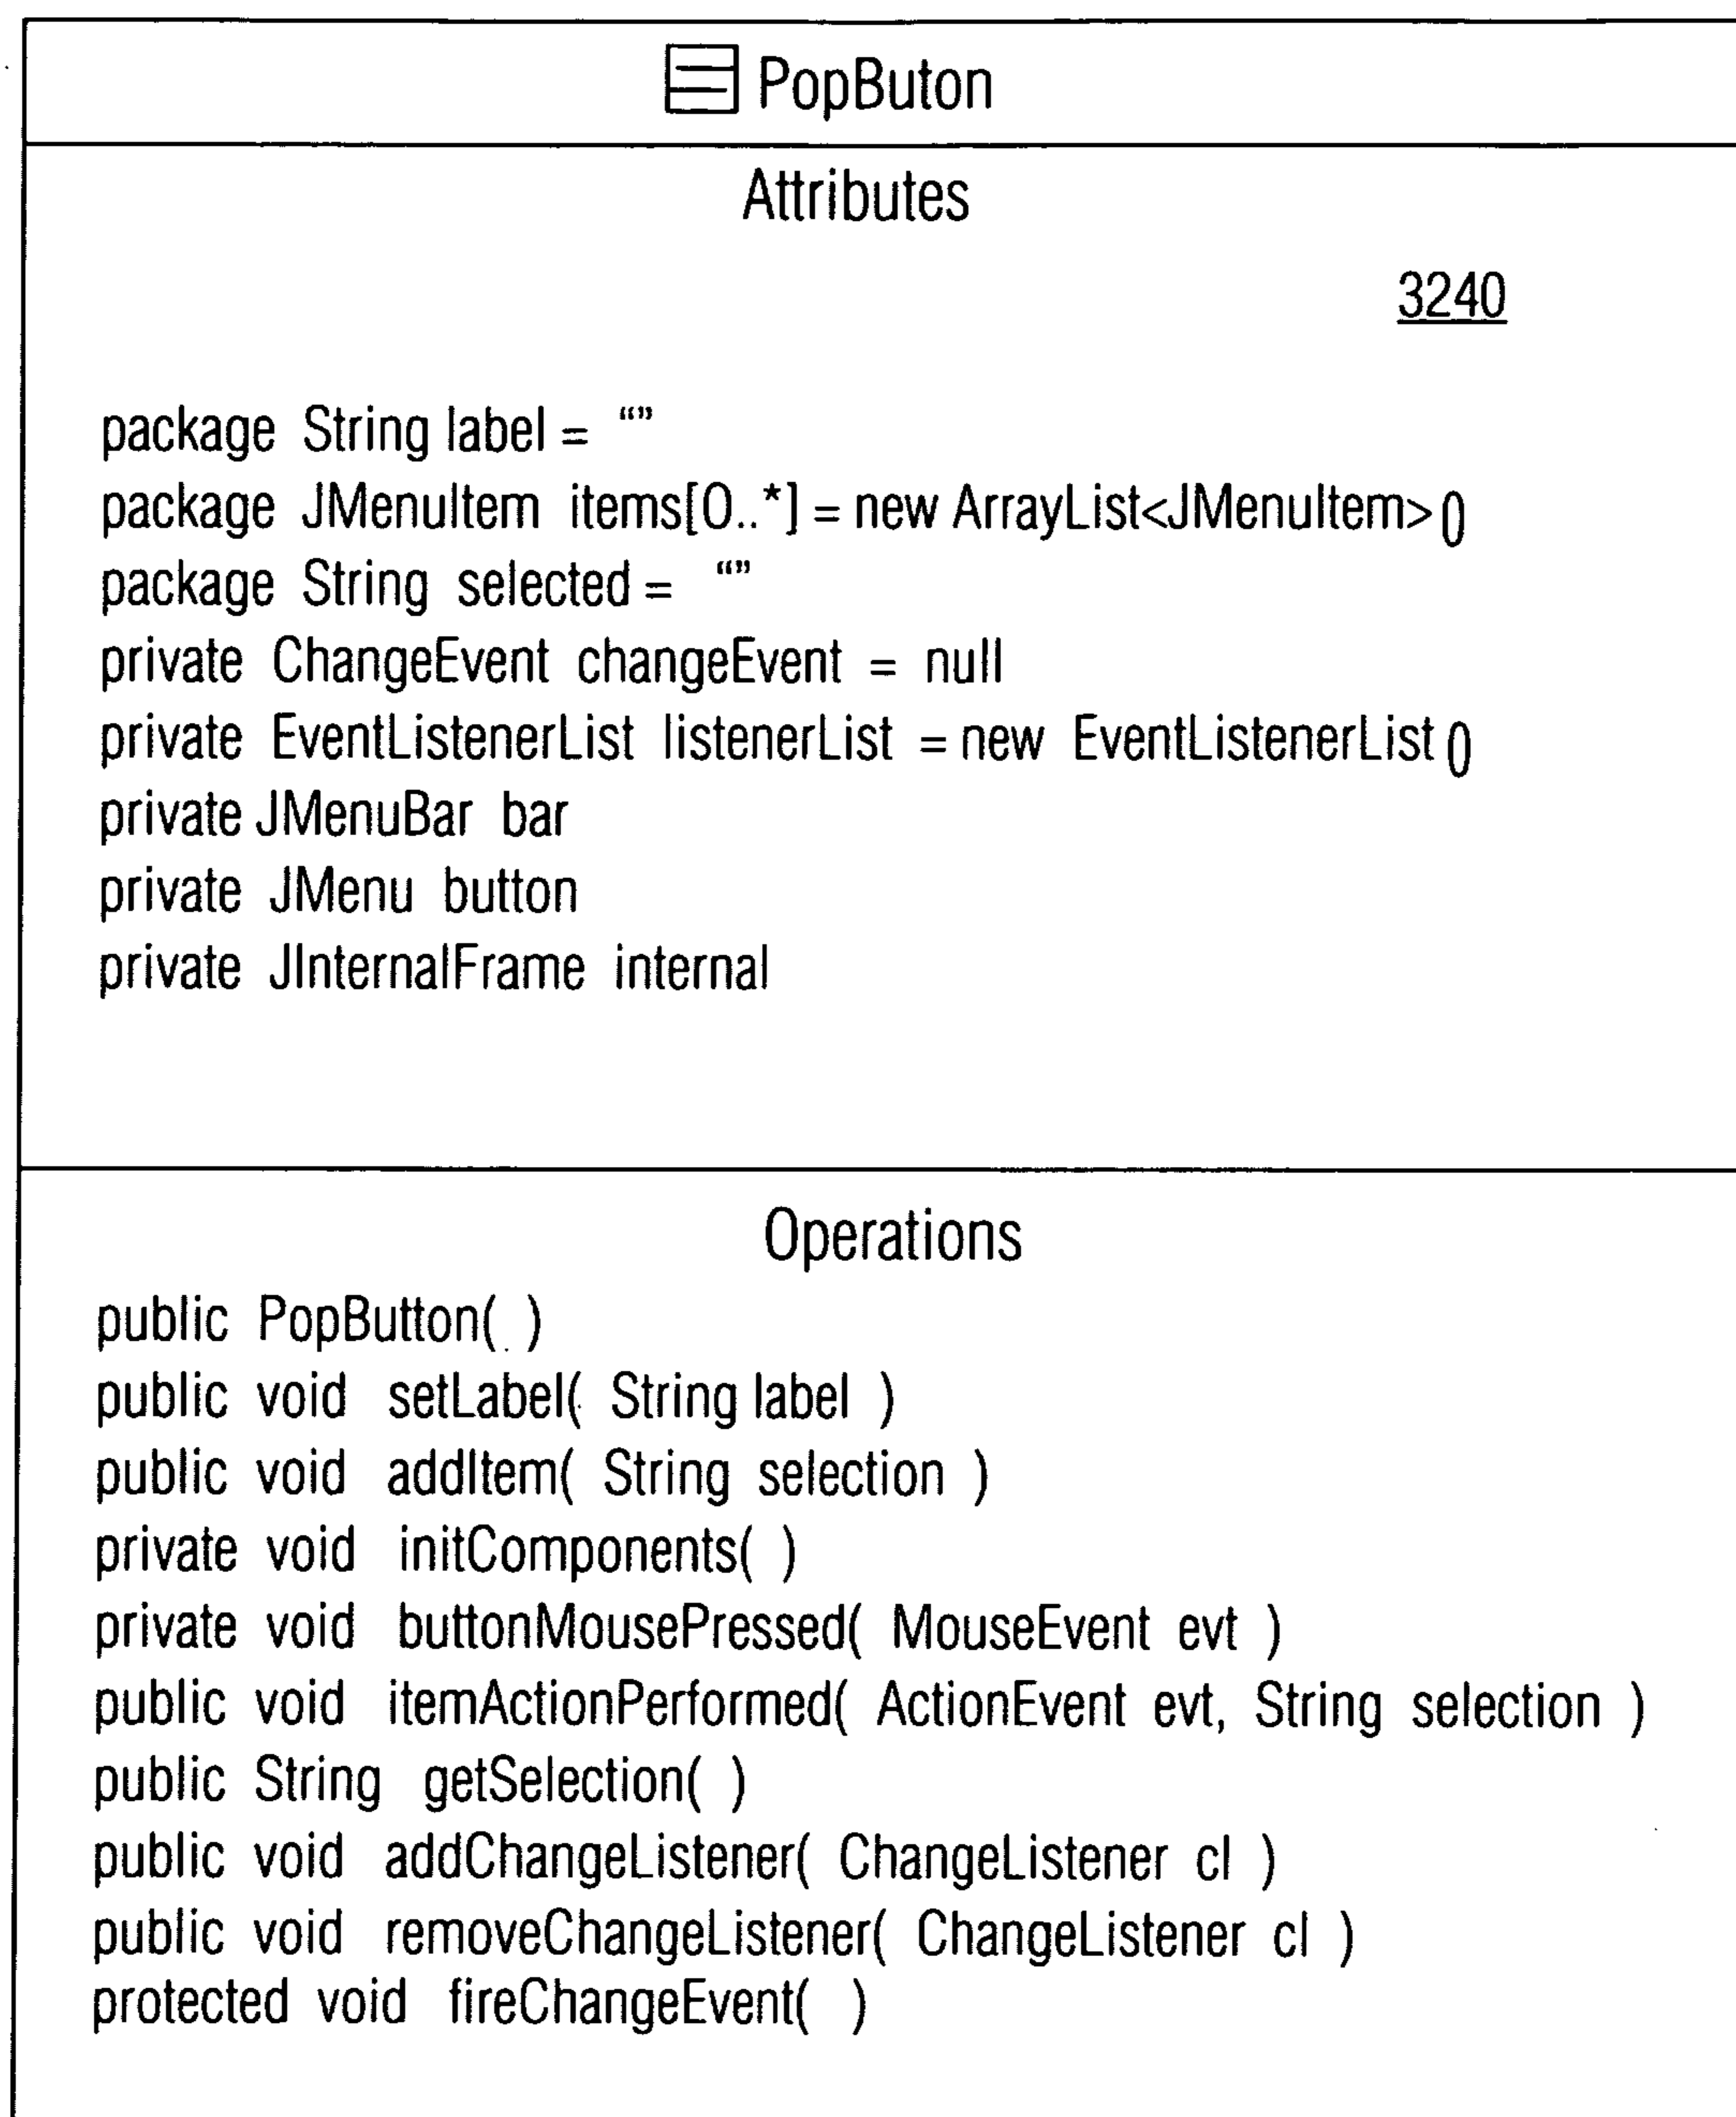 PopButon
Attributes
3240
package String label = “”
package JMenuItem items[0..*] = new ArrayList<JMenuItem>()
package String selected = “”
private ChangeEvent changeEvent = null
private EventListenerList listenerList = new EventListenerList()
private JMenuBar bar
private JMenu button
private JInternalFrame internal
Operations
public PopButton( )
public void setLabel( String label )
public void addItem( String selection )
private void initComponents( )
private void buttonMousePressed( MouseEvent evt )
public void itemActionPerformed( ActionEvent evt, String selection )
public String getSelection( )
public void addChangeListener( ChangeListener cl )
public void removeChangeListener( ChangeListener cl )
protected void fireChangeEvent( )